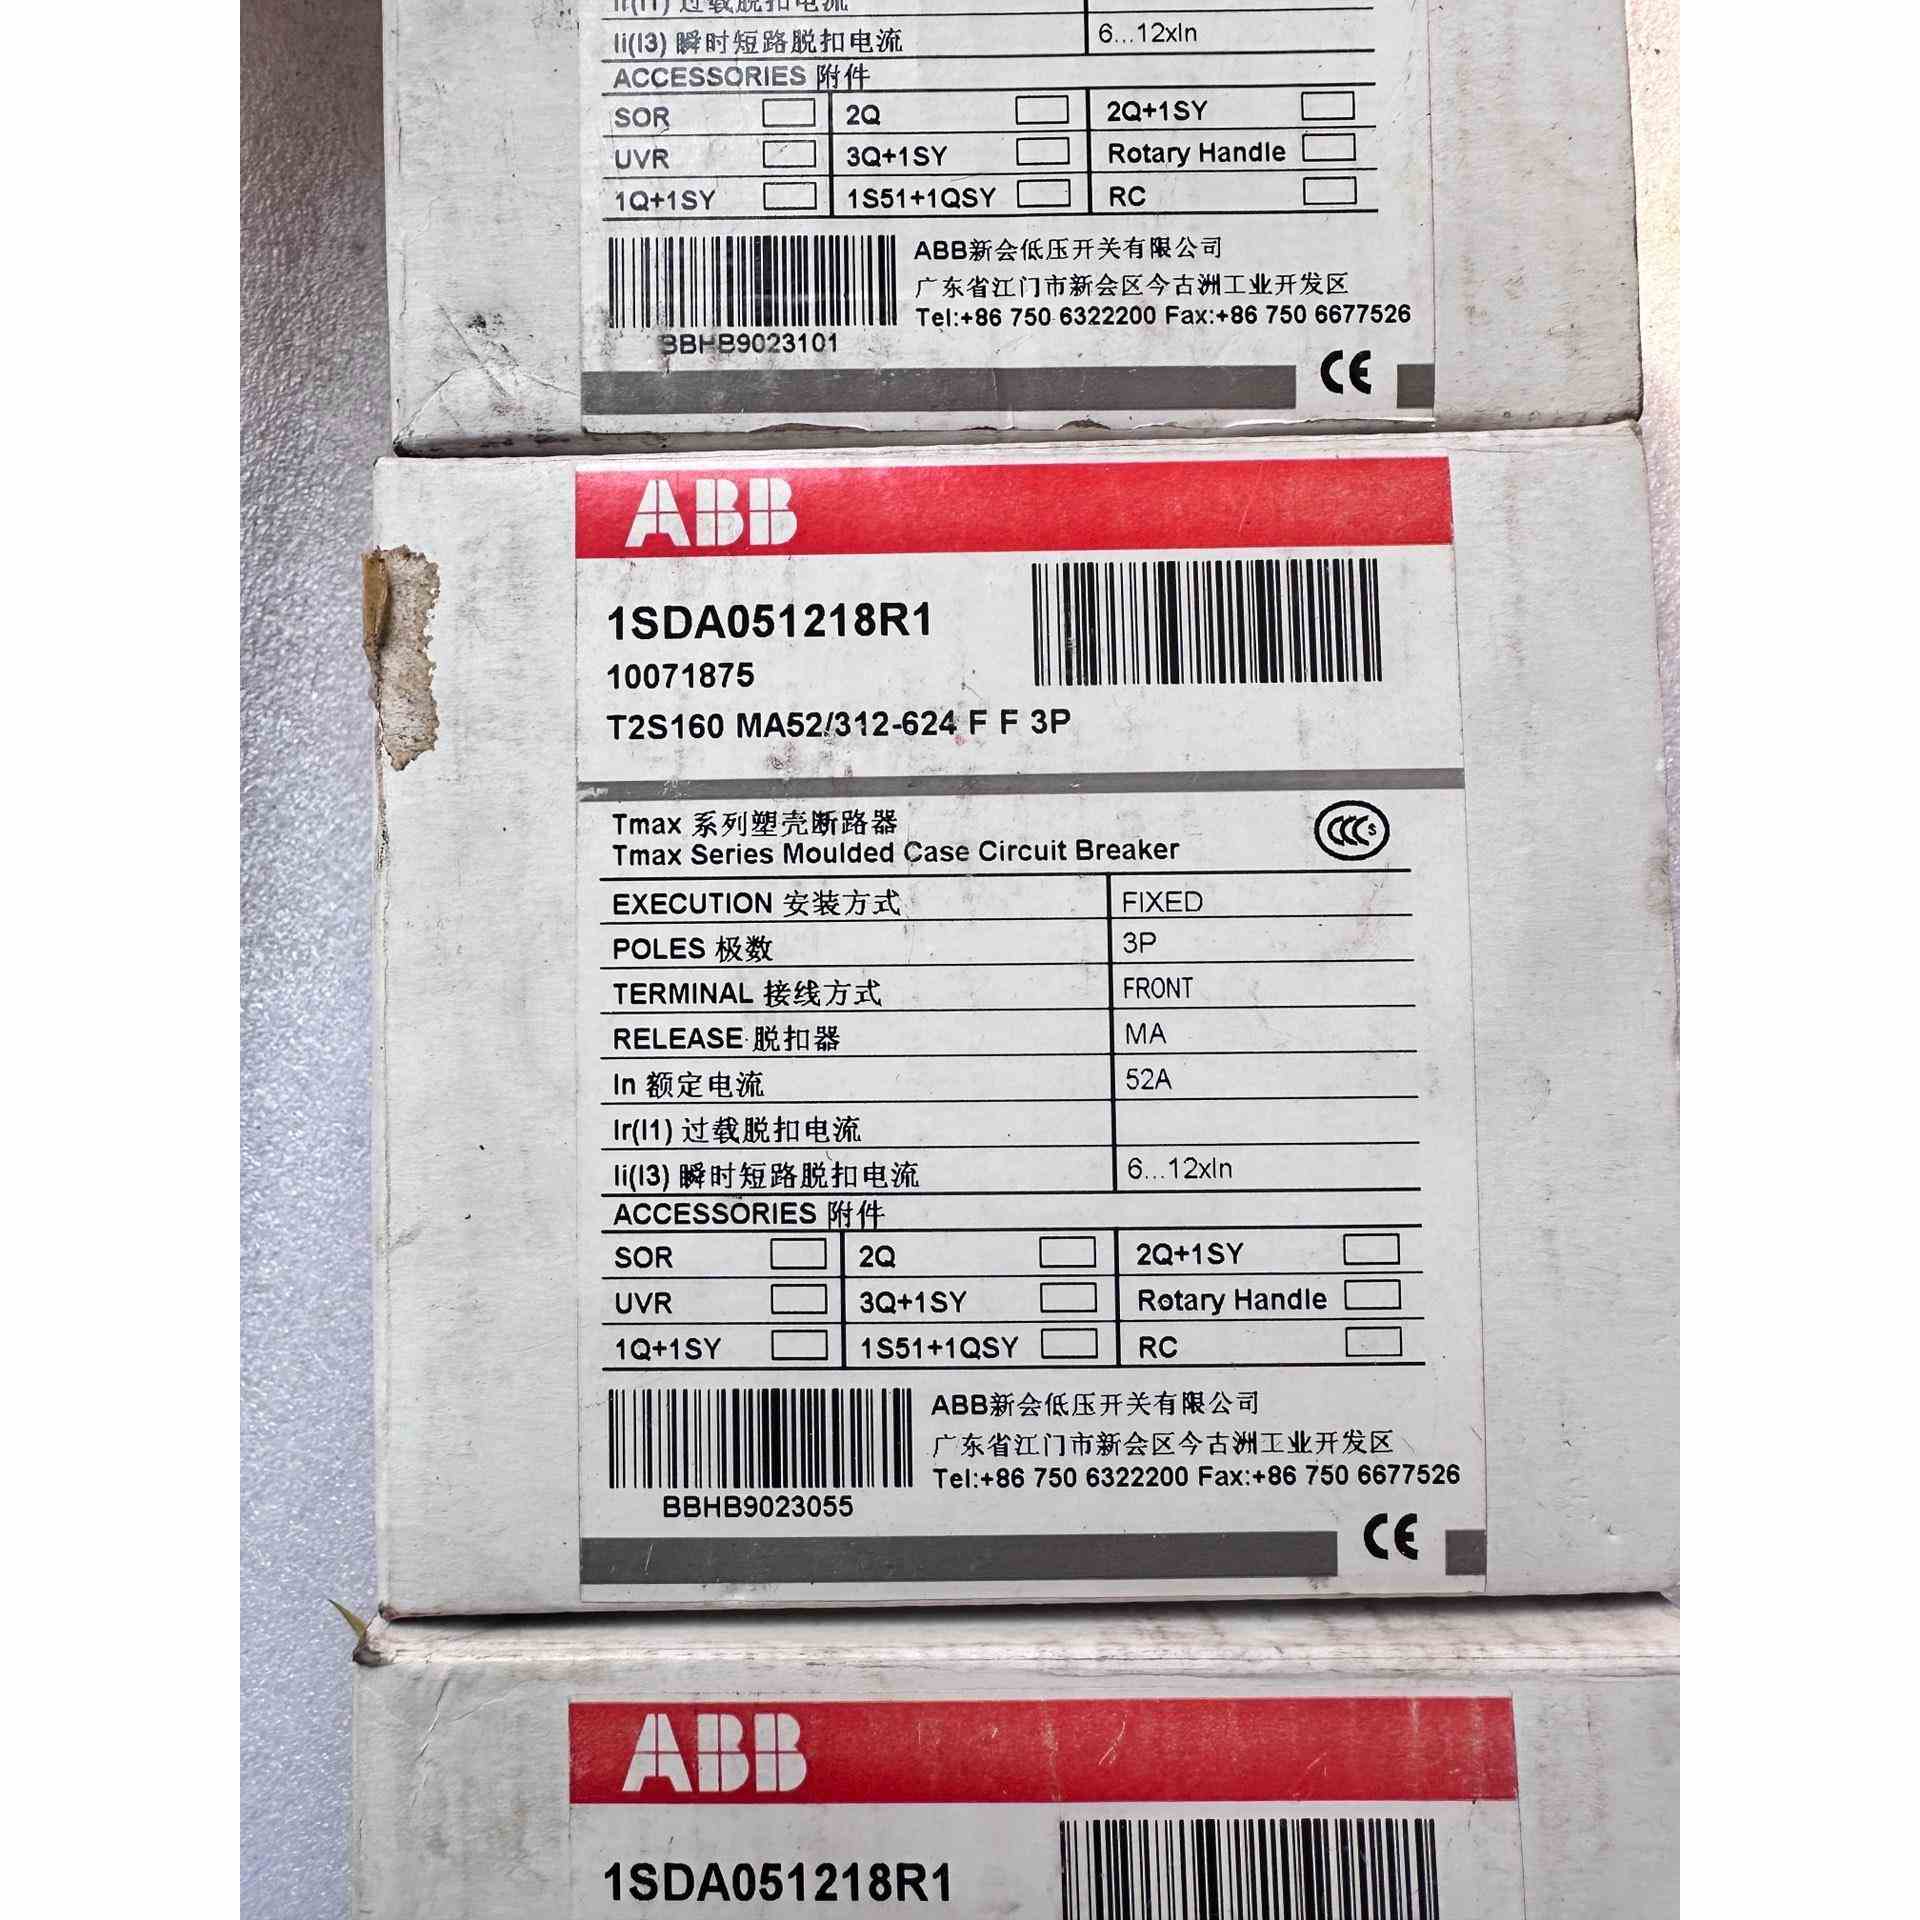 Ir(I1) 过载脱扣电流
Ii(I3) 瞬时短路脱扣电流 6...12xIn
ACCESSORIES 附件
SOR 2Q 2Q+1SY
UVR 3Q+1SY Rotary Handle
1Q+1SY 1S51+1QSY RC
ABB新会低压开关有限公司
广东省江门市新会区今古洲工业开发区
Tel:+86 750 6322200 Fax:+86 750 6677526
BBHB9023101
CE
ABB
1SDA051218R1
10071875
T2S160 MA52/312-624 F F 3P
Tmax 系列塑壳断路器
Tmax Series Moulded Case Circuit Breaker
CCC S
EXECUTION 安装方式 FIXED
POLES 极数 3P
TERMINAL 接线方式 FRONT
RELEASE 脱扣器 MA
In 额定电流 52A
Ir(I1) 过载脱扣电流
Ii(I3) 瞬时短路脱扣电流 6...12xIn
ACCESSORIES 附件
SOR 2Q 2Q+1SY
UVR 3Q+1SY Rotary Handle
1Q+1SY 1S51+1QSY RC
ABB新会低压开关有限公司
广东省江门市新会区今古洲工业开发区
Tel:+86 750 6322200 Fax:+86 750 6677526
BBHB9023055
CE
ABB
1SDA051218R1